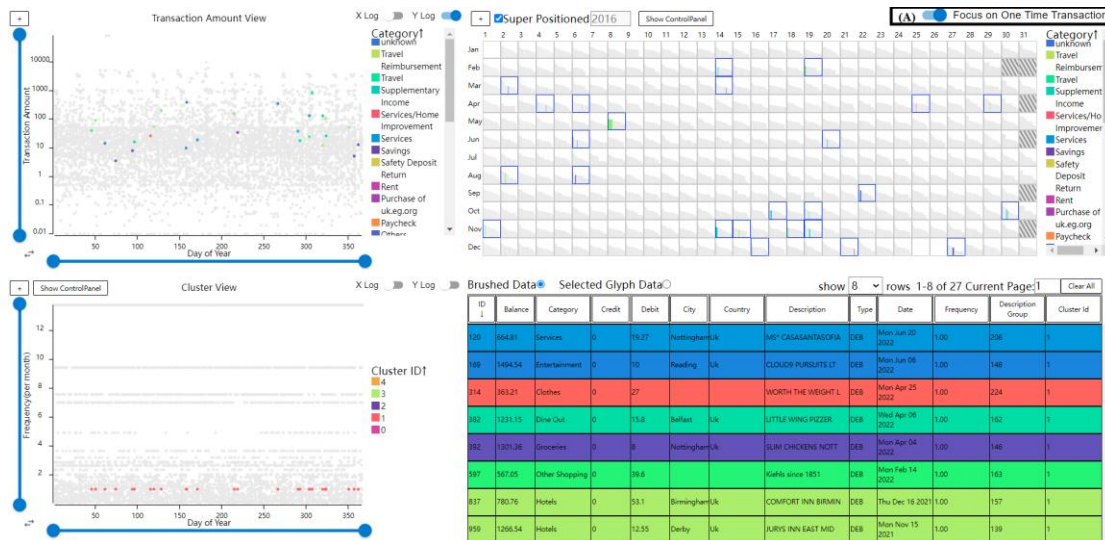 +
Transaction Amount View
X Log
Y Log
Transaction Amount
10000
1000
100
10
1
0.1
0.01
50 100 150 200 250 300 350
Day of Year
Category↑
unknown
Travel
Reimbursement
Travel
Supplementary
Income
Services/Home
Improvement
Services
Savings
Safety Deposit
Return
Rent
Purchase of
uk.eg.org
Paycheck
Others
+
Super Positioned 2016
Show ControlPanel
(A) Focus on One Time Transaction
1 2 3 4 5 6 7 8 9 10 11 12 13 14 15 16 17 18 19 20 21 22 23 24 25 26 27 28 29 30 31
Jan
Feb
Mar
Apr
May
Jun
Jul
Aug
Sep
Oct
Nov
Dec
Category↑
unknown
Travel
Reimbursem
Travel
Supplement
Income
Services/Ho
Improvemer
Services
Savings
Safety
Deposit
Return
Rent
Purchase of
uk.eg.org
Paycheck
+
Show ControlPanel
Cluster View
X Log
Y Log
Frequency(per month)
12
10
8
6
4
2
50 100 150 200 250 300 350
Day of Year
Cluster ID↑
4
3
2
1
0
Brushed Data Selected Glyph Data show 8 rows 1-8 of 27 Current Page: 1 Clear All
ID ↓ Balance Category Credit Debit City Country Description Type Date Frequency Description Group Cluster Id
120 664.81 Services 0 19.27 Nottingham Uk MS* CASASANTASOFIA DEB Mon Jun 20 2022 1.00 208 1
169 1494.54 Entertainment 0 10 Reading Uk CLOUD9 PURSUITS LT DEB Mon Jun 06 2022 1.00 146 1
314 363.21 Clothes 0 27 WORTH THE WEIGHT L DEB Mon Apr 25 2022 1.00 224 1
382 1231.15 Dine Out 0 15.8 Belfast Uk LITTLE WING PIZZER DEB Wed Apr 06 2022 1.00 162 1
392 1301.36 Groceries 0 8 Nottingham Uk SLIM CHICKENS NOTT DEB Mon Apr 04 2022 1.00 146 1
597 567.05 Other Shopping 0 39.6 Kiehls since 1851 DEB Mon Feb 14 2022 1.00 163 1
837 780.76 Hotels 0 53.1 Birmingham Uk COMFORT INN BIRMIN DEB Thu Dec 16 2021 1.00 157 1
959 1266.54 Hotels 0 12.55 Derby Uk JURYS INN EAST MID DEB Mon Nov 15 2021 1.00 139 1